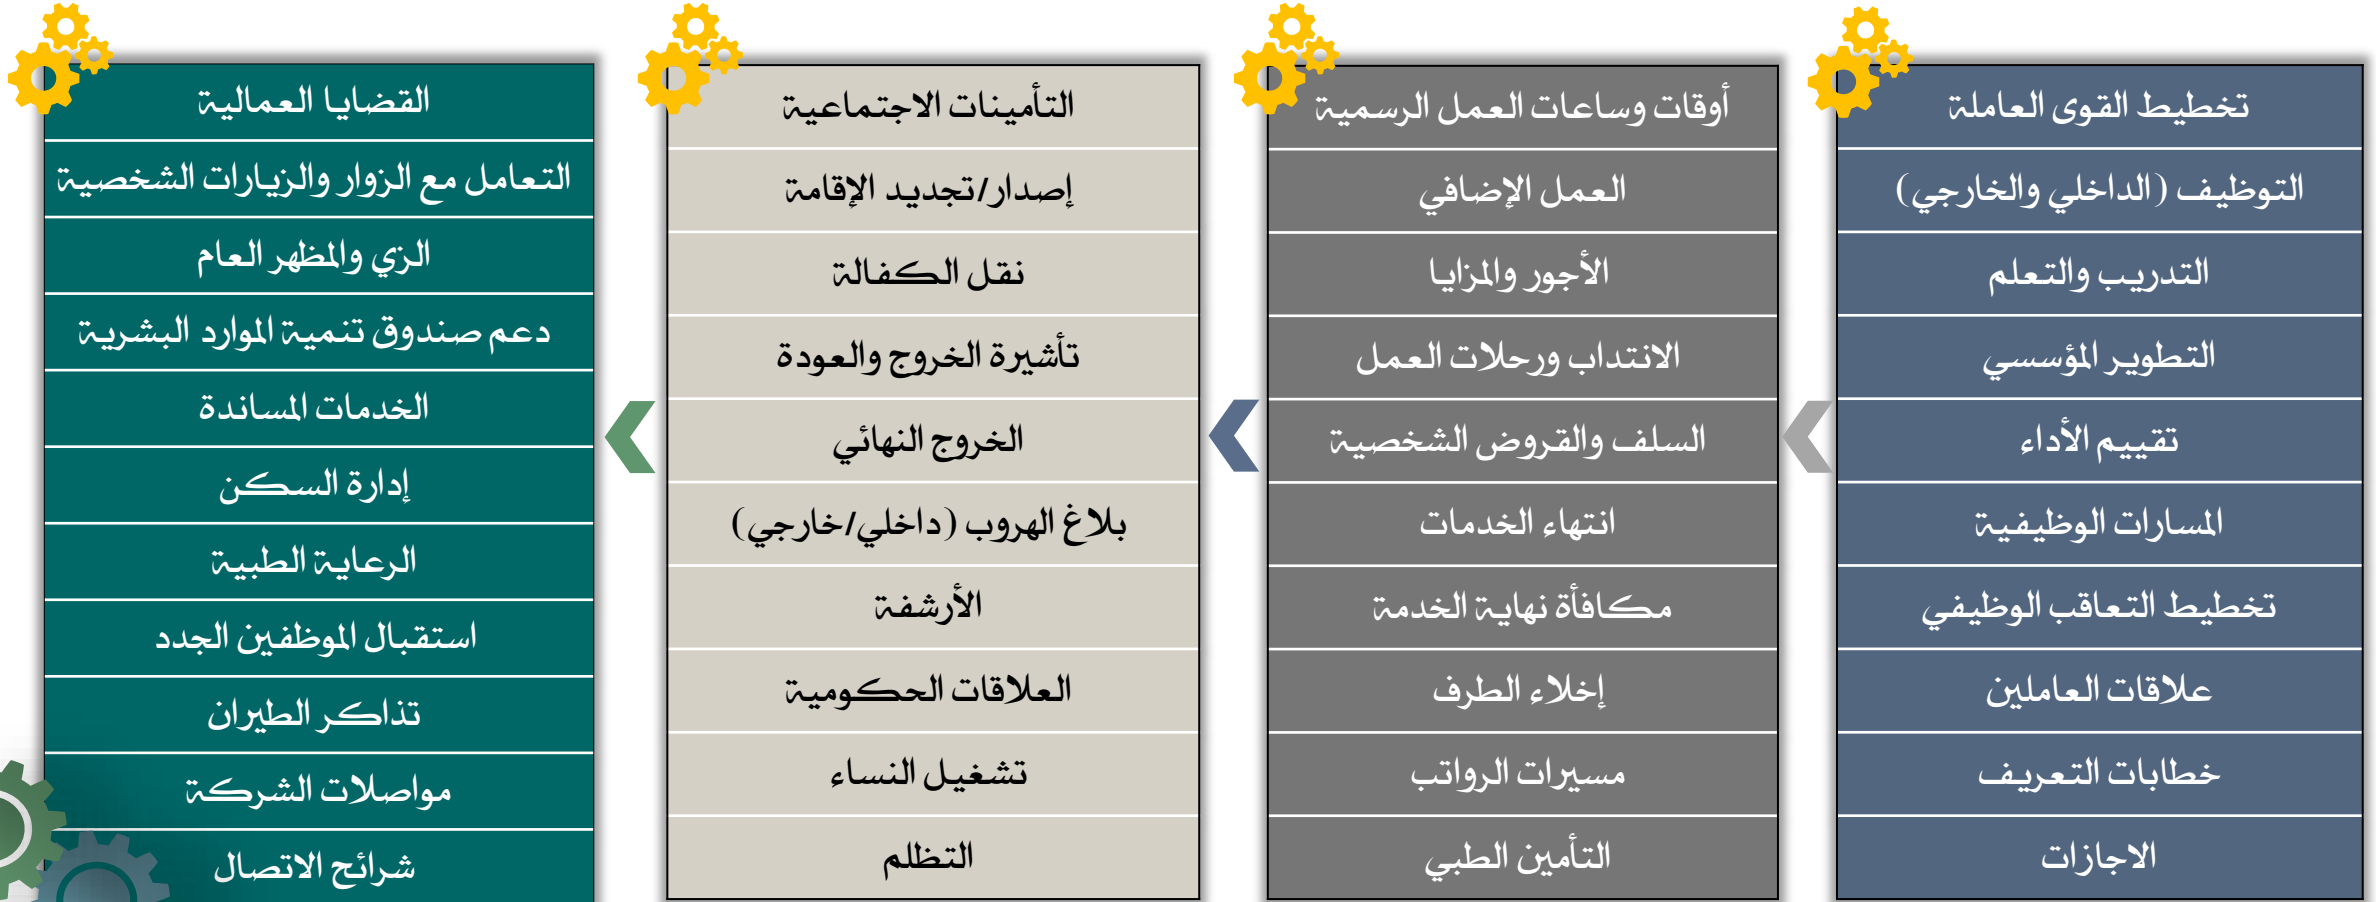 تخطيط القوى العاملة
التوظيف (الداخلي والخارجي)
التدريب والتعلم
التطوير المؤسسي
تقييم الأداء
المسارات الوظيفية
تخطيط التعاقب الوظيفي
علاقات العاملين
خطابات التعريف
الاجازات
أوقات وساعات العمل الرسمية
العمل الإضافي
الأجور والمزايا
الانتداب ورحلات العمل
السلف والقروض الشخصية
انتهاء الخدمات
مكافأة نهاية الخدمة
إخلاء الطرف
مسيرات الرواتب
التأمين الطبي
التأمينات الاجتماعية
إصدار/تجديد الإقامة
نقل الكفالة
تأشيرة الخروج والعودة
الخروج النهائي
بلاغ الهروب (داخلي/خارجي)
الأرشفة
العلاقات الحكومية
تشغيل النساء
التظلم
القضايا العمالية
التعامل مع الزوار والزيارات الشخصية
الزي والمظهر العام
دعم صندوق تنمية الموارد البشرية
الخدمات المساندة
إدارة السكن
الرعاية الطبية
استقبال الموظفين الجدد
تذاكر الطيران
مواصلات الشركة
شرائح الاتصال